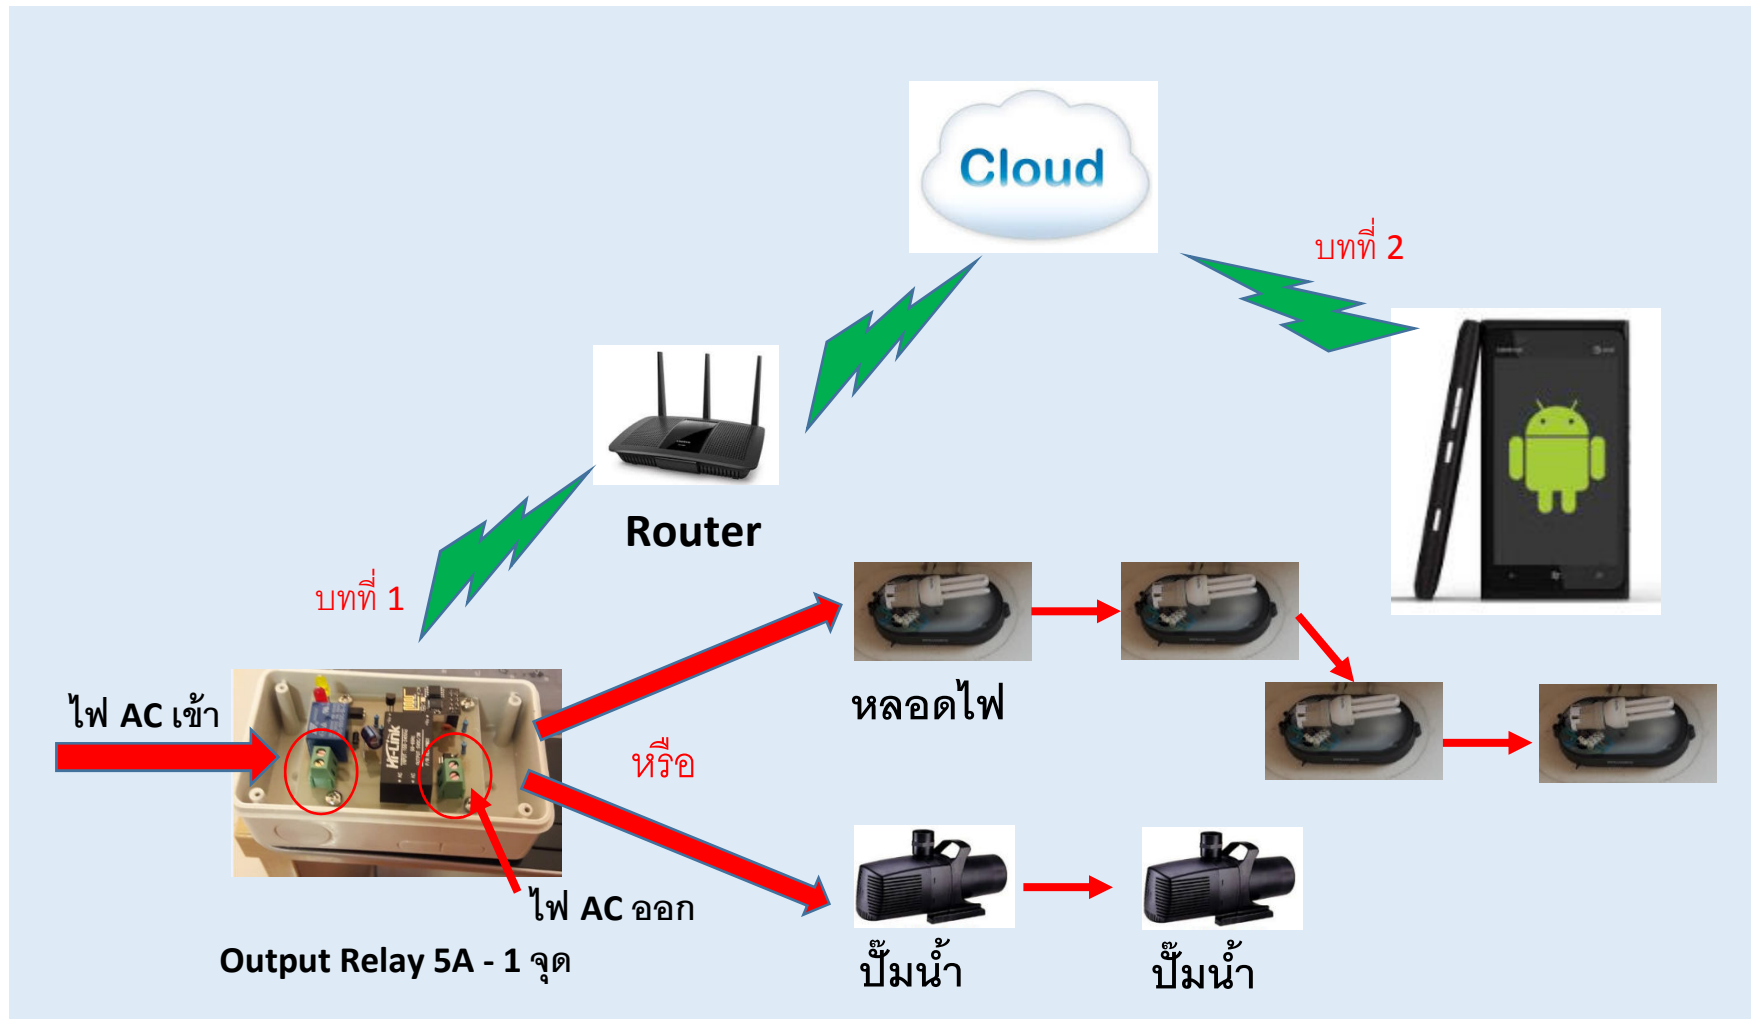 Cloud
บทที่ 2
Router
บทที่ 1
ไฟ AC เข้า
หลอดไฟ
หรือ
HI-LINK
ไฟ AC ออก
Output Relay 5A - 1 จุด
ปั๊มน้ำ
ปั๊มน้ำ